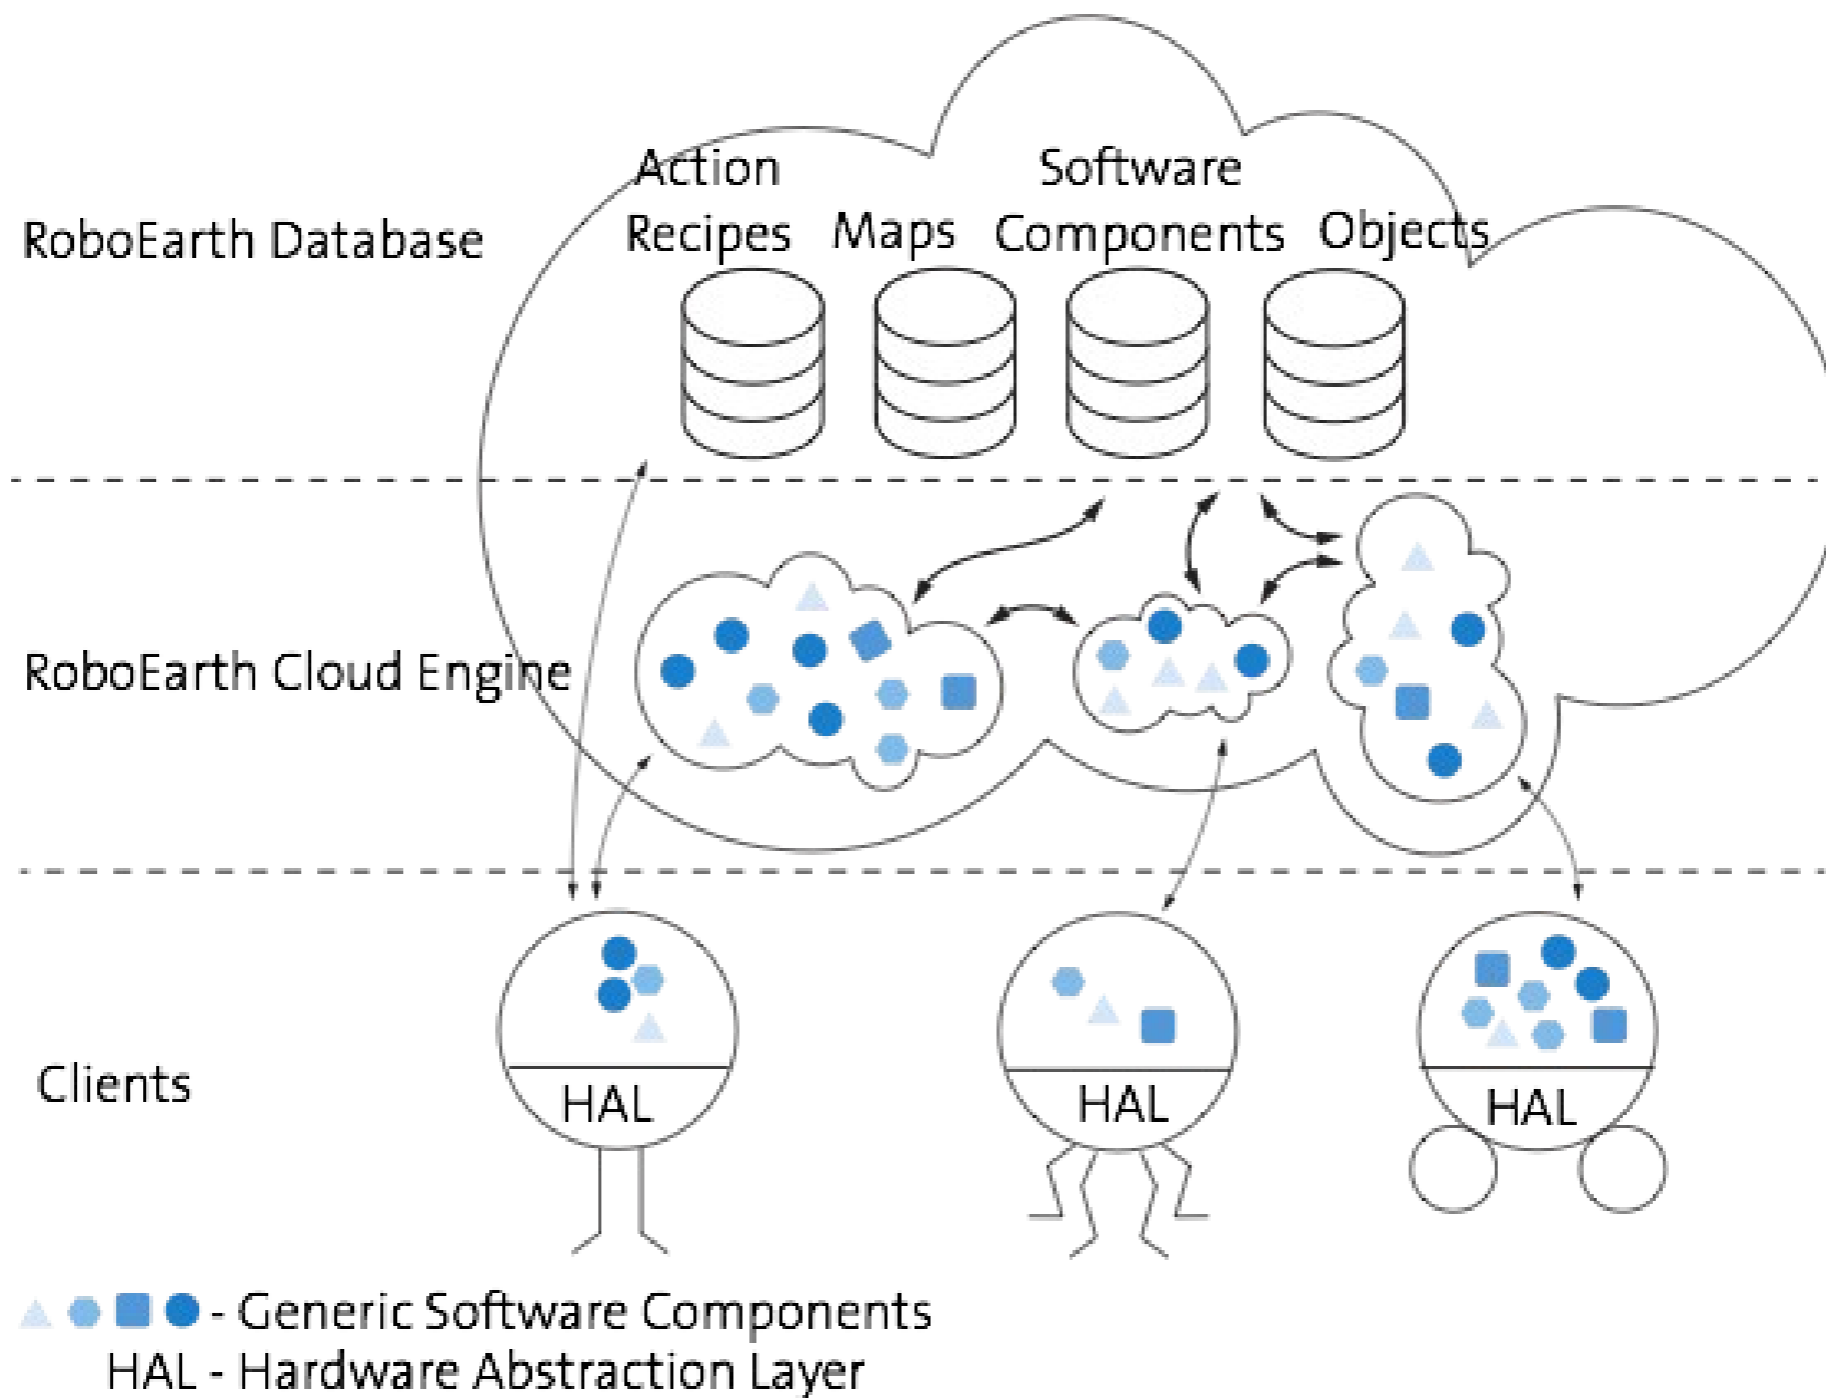 Action
Software
RoboEarth Database
Recipes
Maps
Components
Objects
RoboEarth Cloud Engine
Clients
HAL
HAL
HAL
- Generic Software Components
HAL - Hardware Abstraction Layer